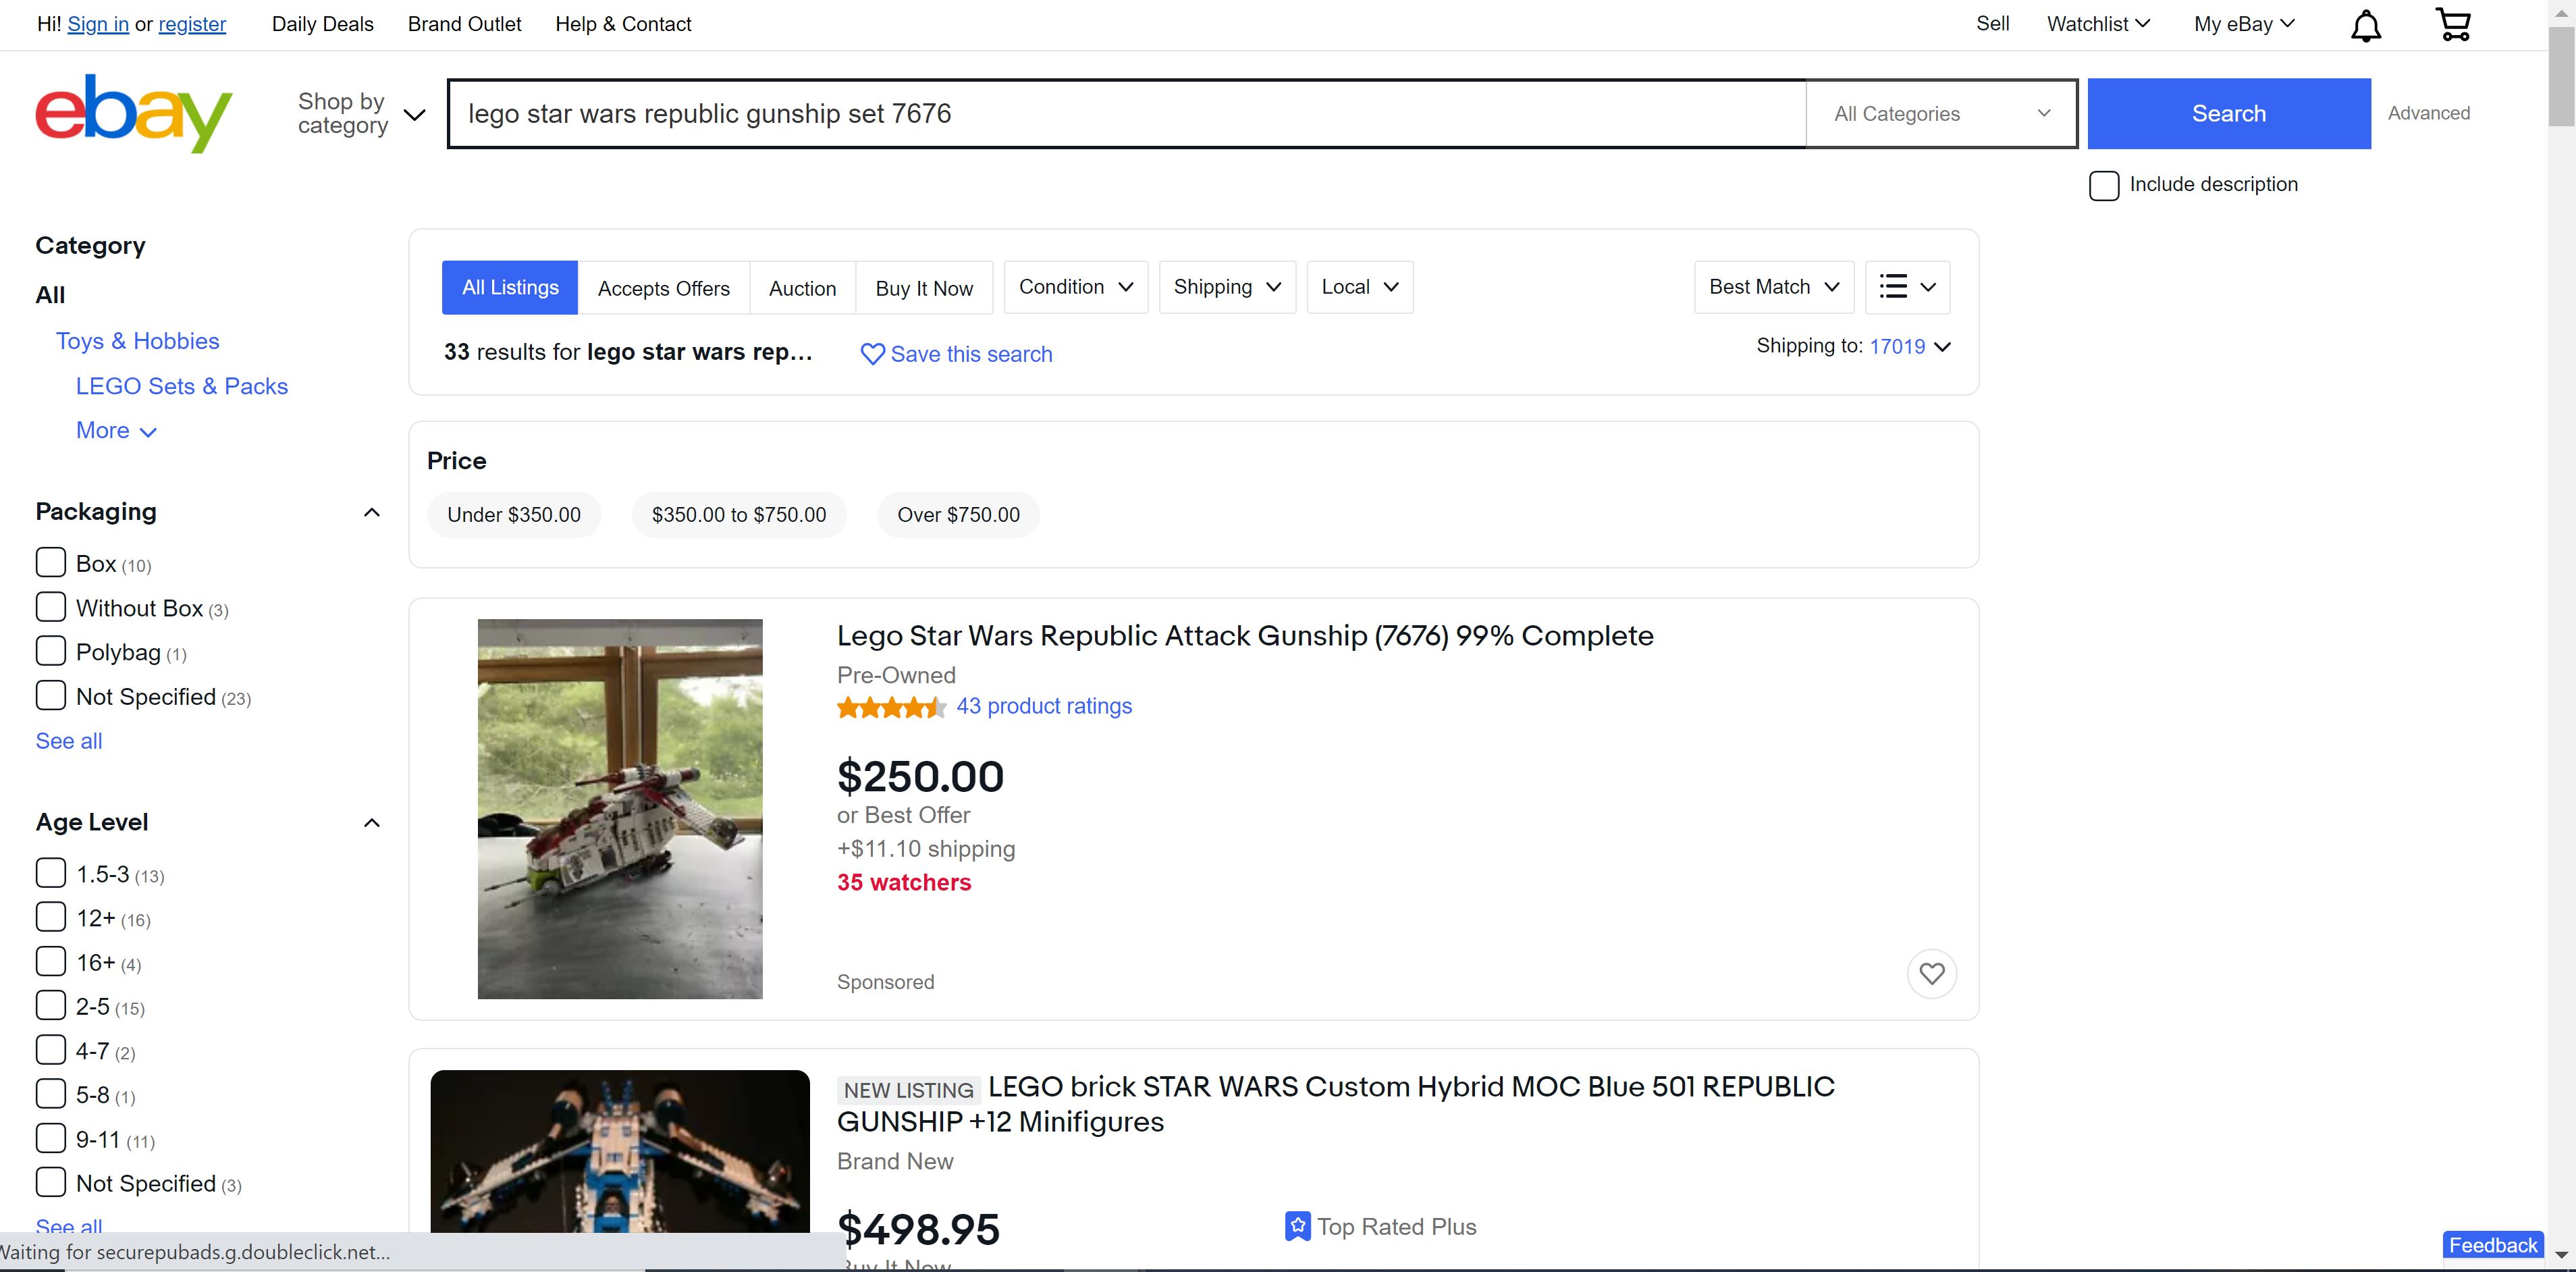 Hi! Sign in or register
Daily Deals
Brand Outlet
Help & Contact
Sell
Watchlist
My eBay
ebay
Shop by
category
lego star wars republic gunship set 7676
All Categories
Search
Advanced
Include description
Category
All
Toys & Hobbies
LEGO Sets & Packs
More
Packaging
Box (10)
Without Box (3)
Polybag (1)
Not Specified (23)
See all
Age Level
1.5-3 (13)
12+ (16)
16+ (4)
2-5 (15)
4-7 (2)
5-8 (1)
9-11 (11)
Not Specified (3)
See all
All Listings
Accepts Offers
Auction
Buy It Now
Condition
Shipping
Local
Best Match
33 results for lego star wars rep...
Save this search
Shipping to: 17019
Price
Under $350.00
$350.00 to $750.00
Over $750.00
Lego Star Wars Republic Attack Gunship (7676) 99% Complete
Pre-Owned
43 product ratings
$250.00
or Best Offer
+$11.10 shipping
35 watchers
Sponsored
NEW LISTING LEGO brick STAR WARS Custom Hybrid MOC Blue 501 REPUBLIC
GUNSHIP +12 Minifigures
Brand New
$498.95
Top Rated Plus
Buy It Now
Waiting for securepubads.g.doubleclick.net...
Feedback